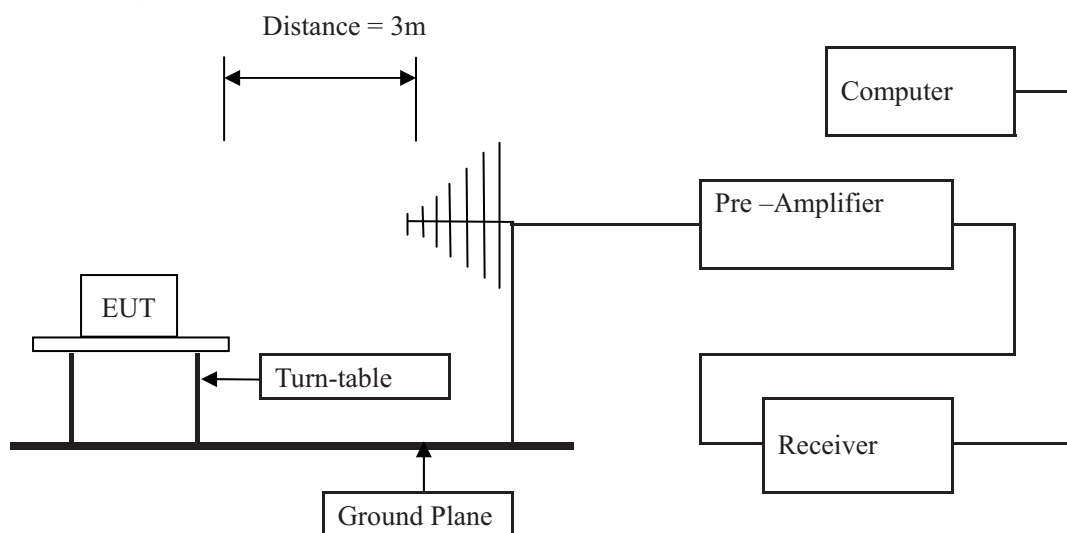 Distance = 3m
Computer
Pre –Amplifier
EUT
Turn-table
Receiver
Ground Plane